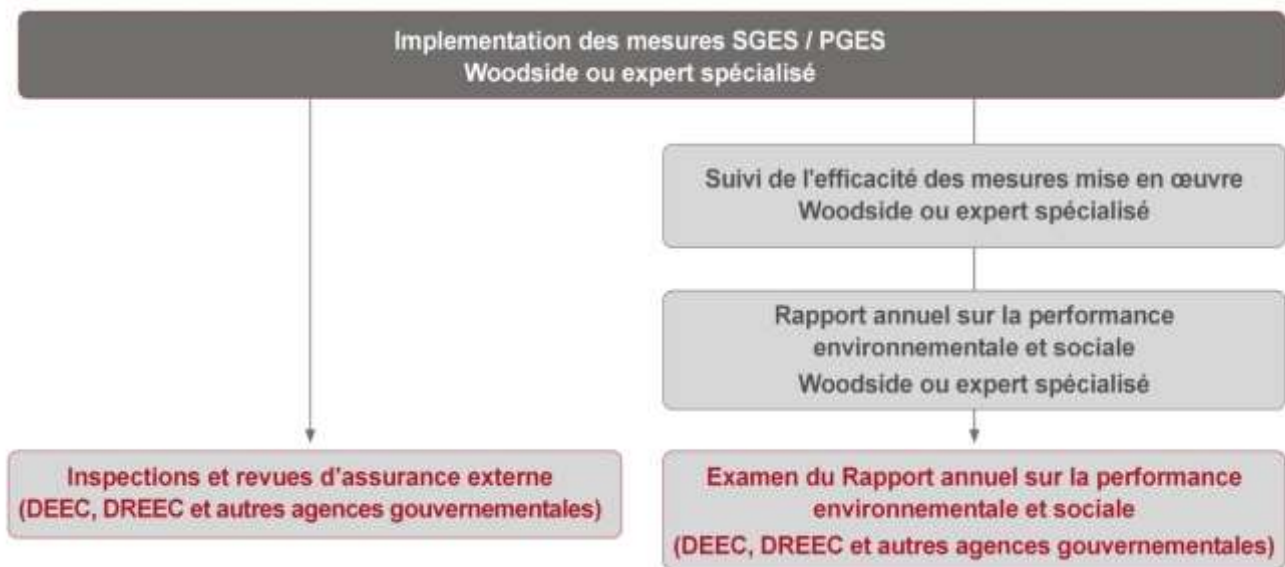 Implementation des mesures SGES / PGES
Woodside ou expert spécialisé
Suivi de l'efficacité des mesures mise en œuvre
Woodside ou expert spécialisé
Rapport annuel sur la performance
environnementale et sociale
Woodside ou expert spécialisé
Inspections et revues d'assurance externe
(DEEC, DREEC et autres agences gouvernementales)
Examen du Rapport annuel sur la performance
environnementale et sociale
(DEEC, DREEC et autres agences gouvernementales)